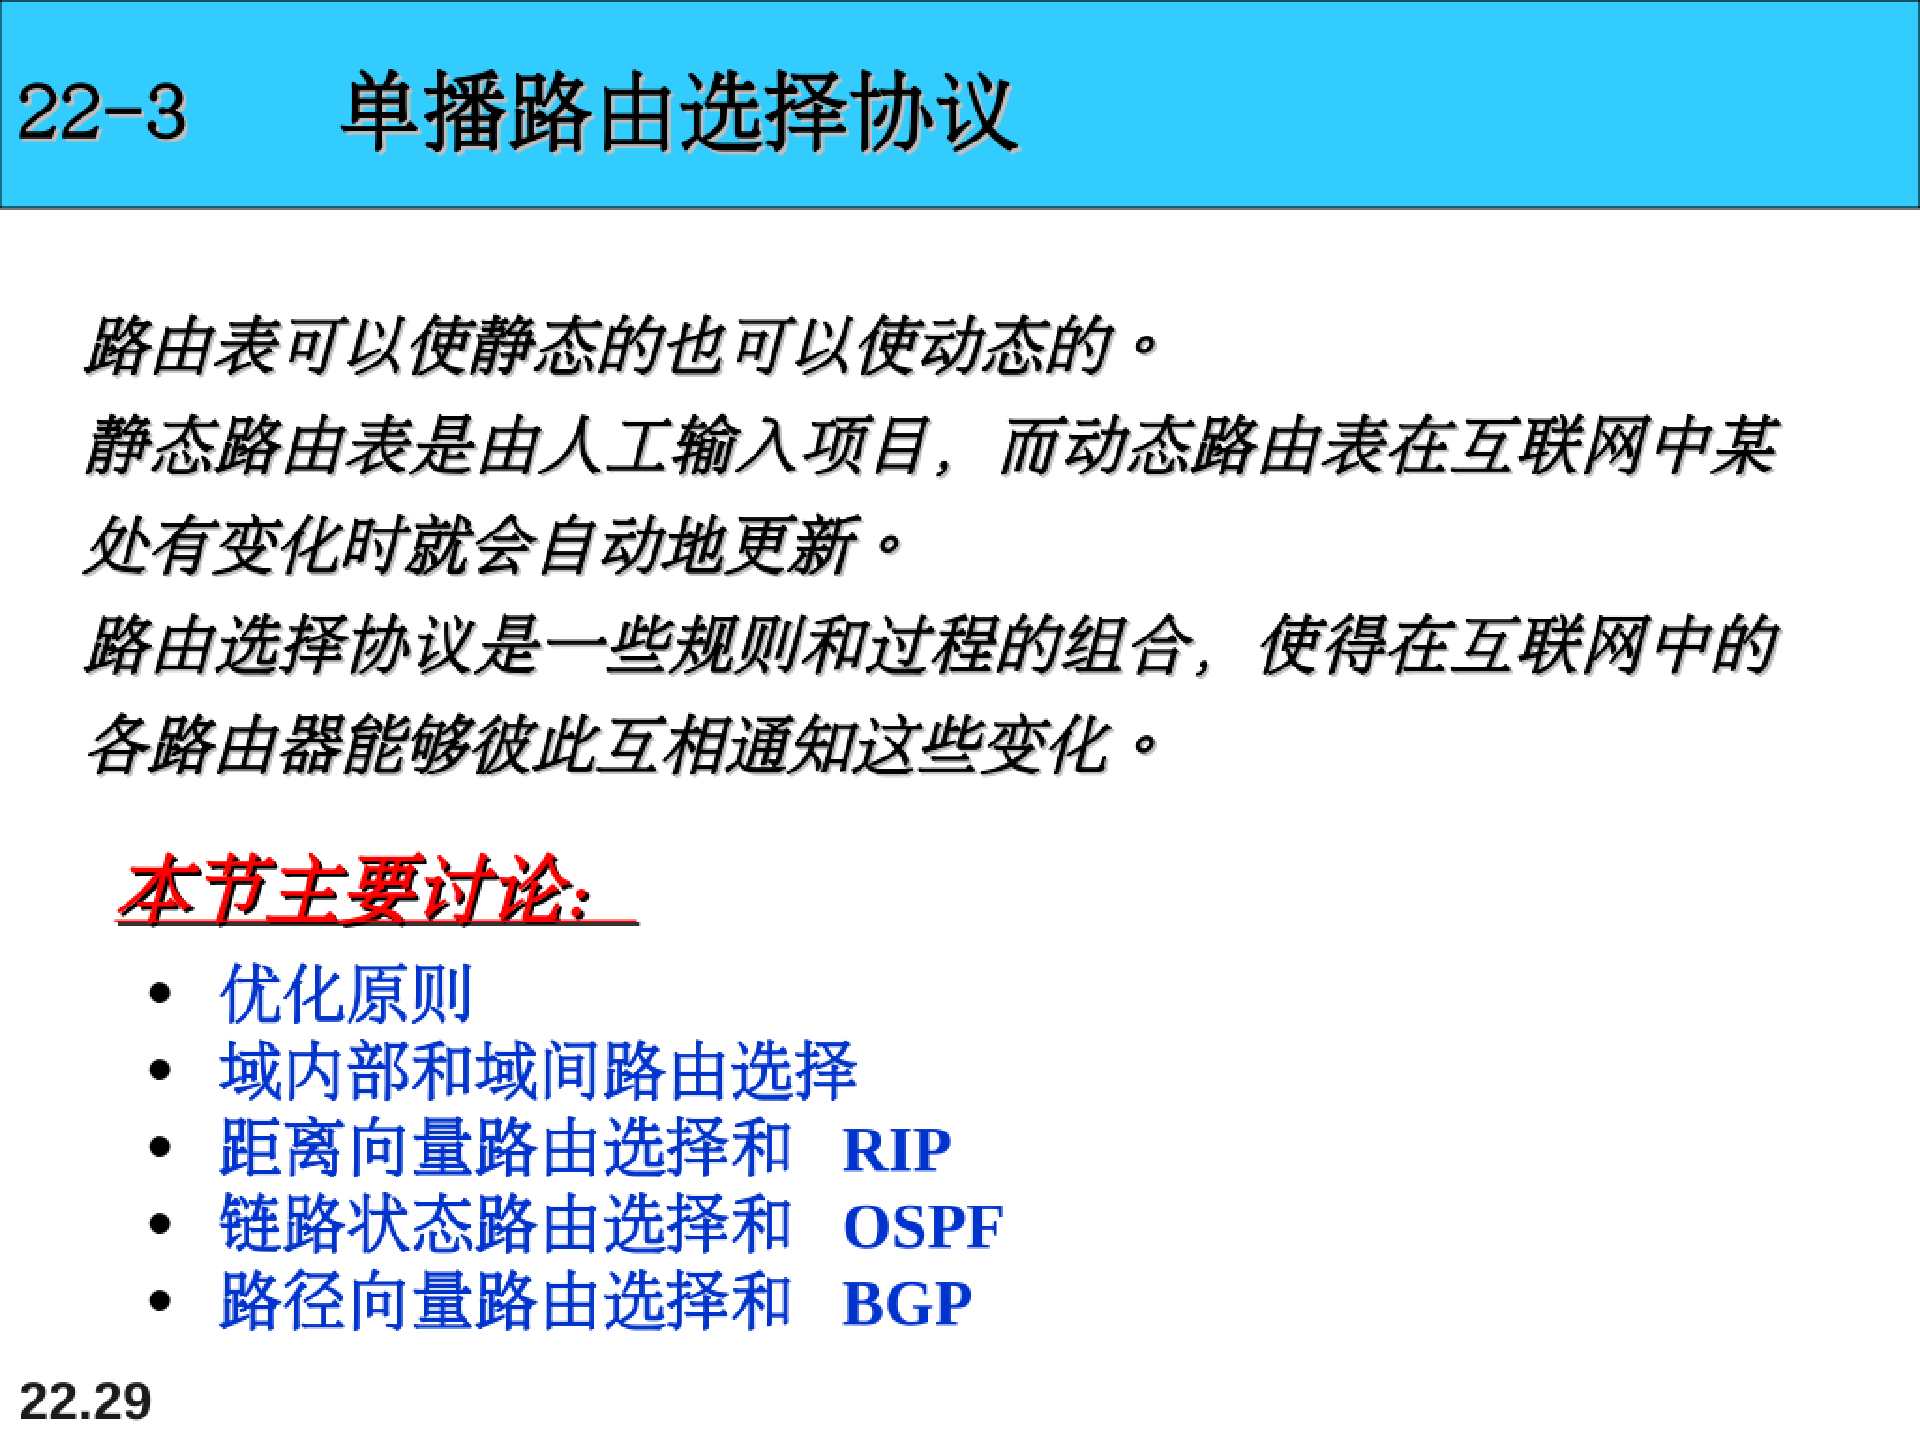 22-3 单播路由选择协议
路由表可以使静态的也可以使动态的。
静态路由表是由人工输入项目，而动态路由表在互联网中某
处有变化时就会自动地更新。
路由选择协议是一些规则和过程的组合，使得在互联网中的
各路由器能够彼此互相通知这些变化。
本节主要讨论:
• 优化原则
• 域内部和域间路由选择
• 距离向量路由选择和 RIP
• 链路状态路由选择和 OSPF
• 路径向量路由选择和 BGP
22.29